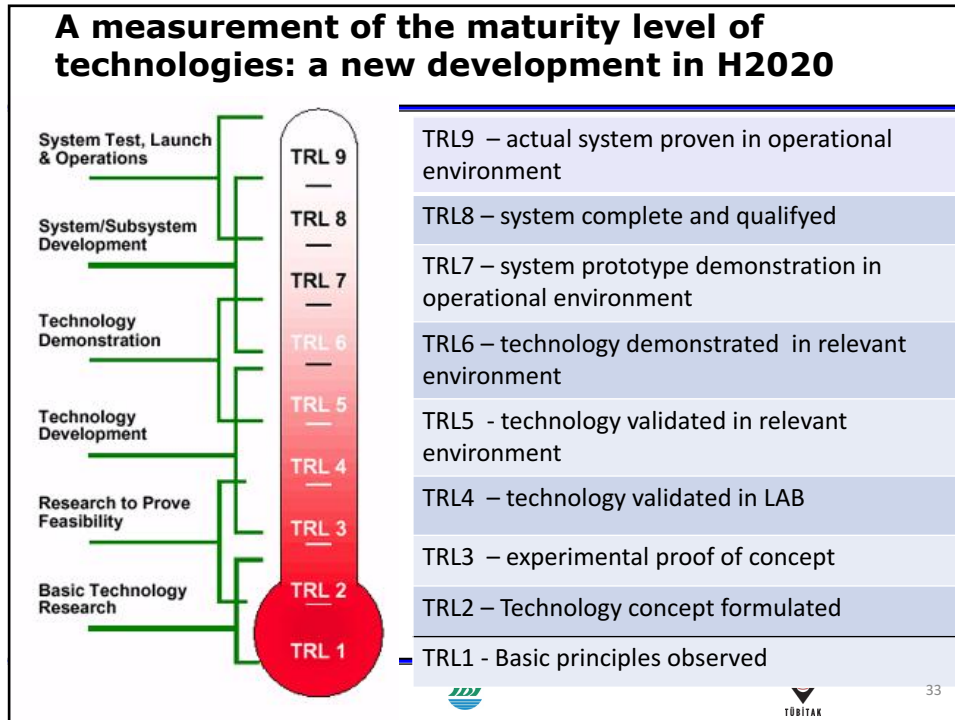 A measurement of the maturity level of
technologies: a new development in H2020
System Test, Launch
& Operations
System/Subsystem
Development
Technology
Demonstration
Technology
Development
Research to Prove
Feasibility
Basic Technology
Research
TRL 9
TRL 8
TRL 7
TRL 6
TRL 5
TRL 4
TRL 3
TRL 2
TRL 1
TRL9 – actual system proven in operational
environment
TRL8 – system complete and qualifyed
TRL7 – system prototype demonstration in
operational environment
TRL6 – technology demonstrated in relevant
environment
TRL5 - technology validated in relevant
environment
TRL4 – technology validated in LAB
TRL3 – experimental proof of concept
TRL2 – Technology concept formulated
TRL1 - Basic principles observed
TÜBİTAK
33